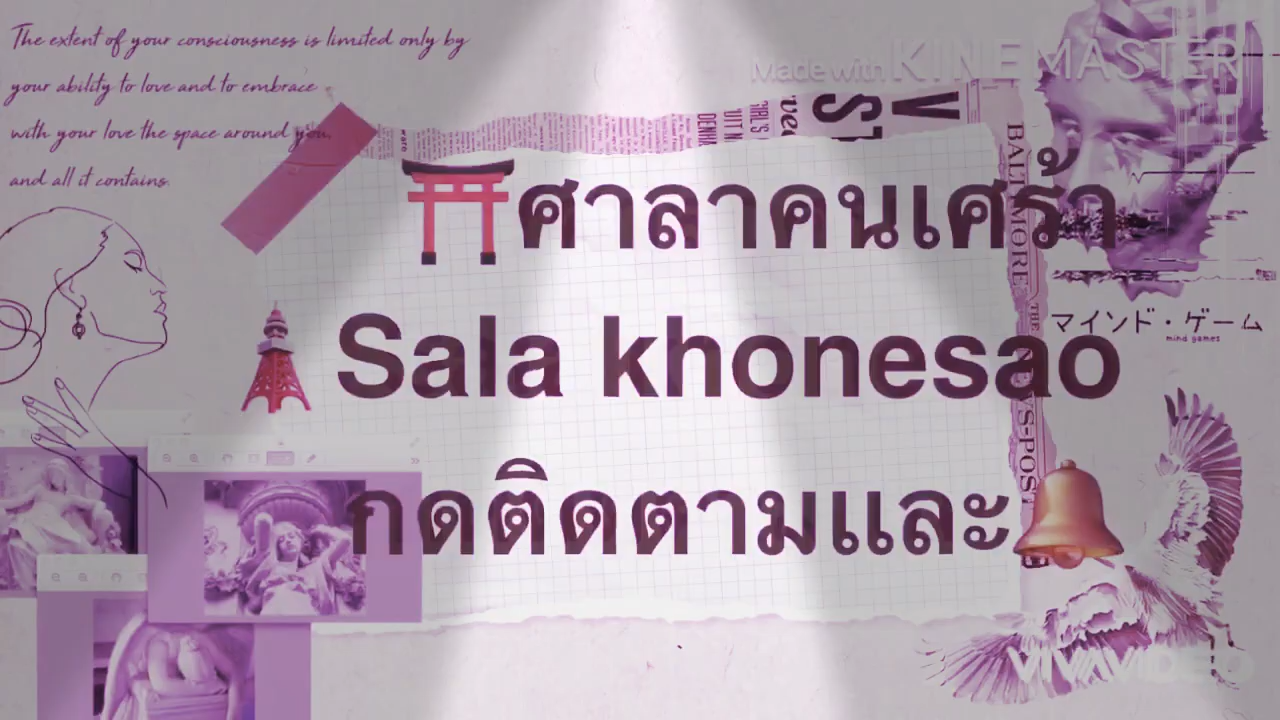 The extent of your consciousness is limited only by
your ability to love and to embrace
with your love the space around you.
and all it contains.
Made with KINEMASTER
⛩️ศาลาคนเศร้า
🗼Sala khonesao
กดติดตามและ🔔
マインド・ゲーム
mind games
BALTIMORE
THE
NEWS-POST
VIVAVIDEO